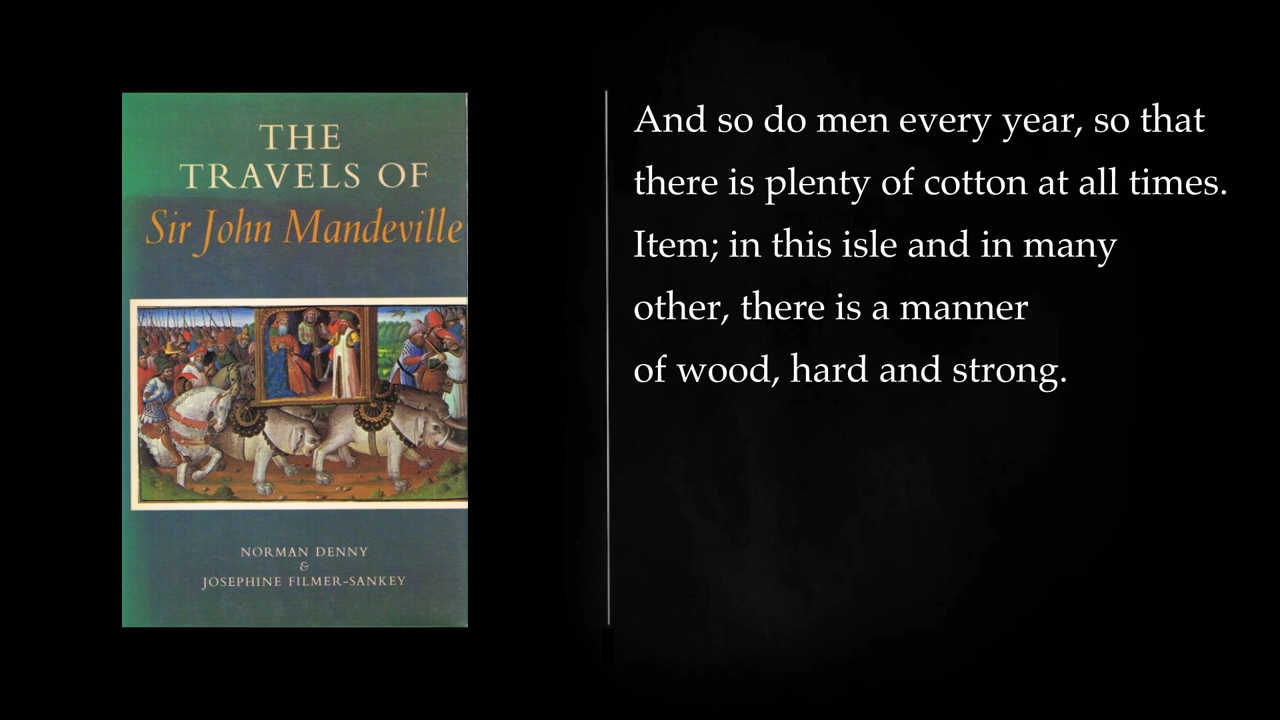 THE
TRAVELS OF
Sir John Mandeville
NORMAN DENNY
&
JOSEPHINE FILMER-SANKEY
And so do men every year, so that
there is plenty of cotton at all times.
Item; in this isle and in many
other, there is a manner
of wood, hard and strong.